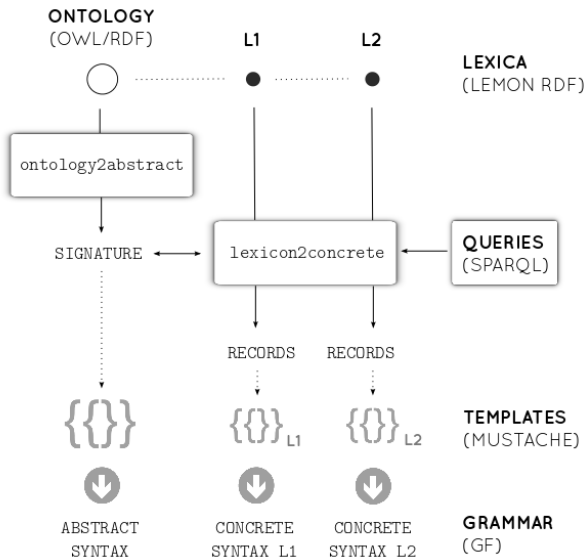 ONTOLOGY
(OWL/RDF)
L1
L2
LEXICA
(LEMON RDF)
ontology2abstract
SIGNATURE
lexicon2concrete
QUERIES
(SPARQL)
RECORDS
RECORDS
{{}}
{{}} L1
{{}} L2
TEMPLATES
(MUSTACHE)
ABSTRACT
SYNTAX
CONCRETE
SYNTAX L1
CONCRETE
SYNTAX L2
GRAMMAR
(GF)